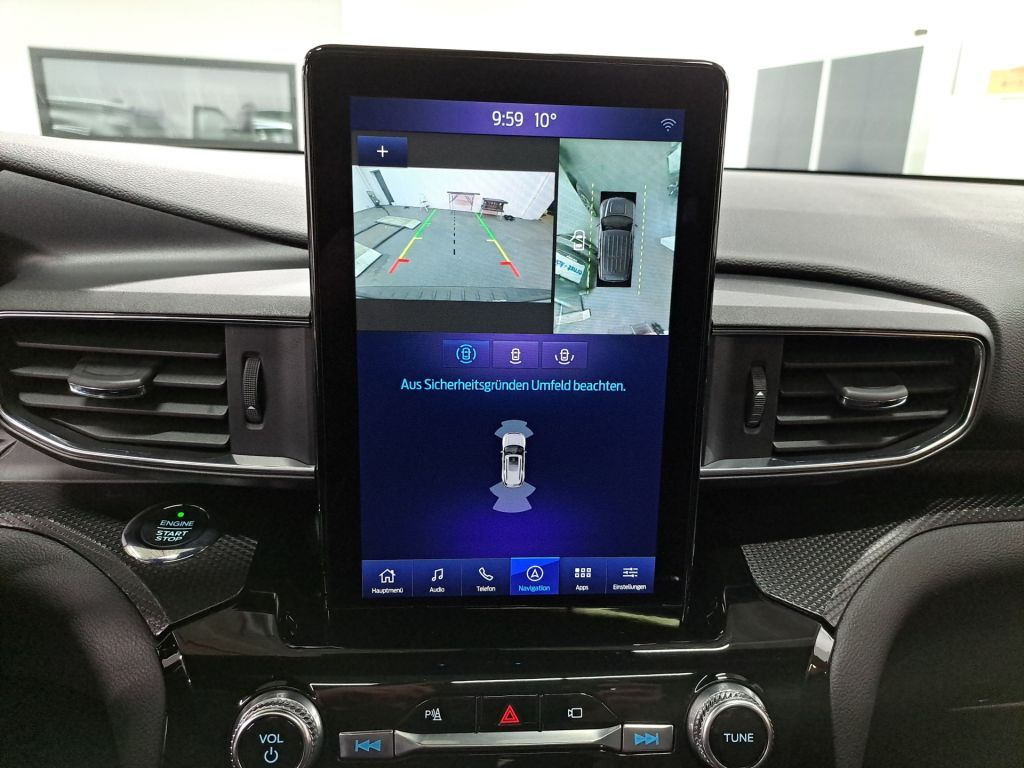 9:59 10°
+
Aus Sicherheitsgründen Umfeld beachten.
Hauptmenü
Audio
Telefon
Navigation
Apps
Einstellungen
ENGINE
START
STOP
VOL
TUNE